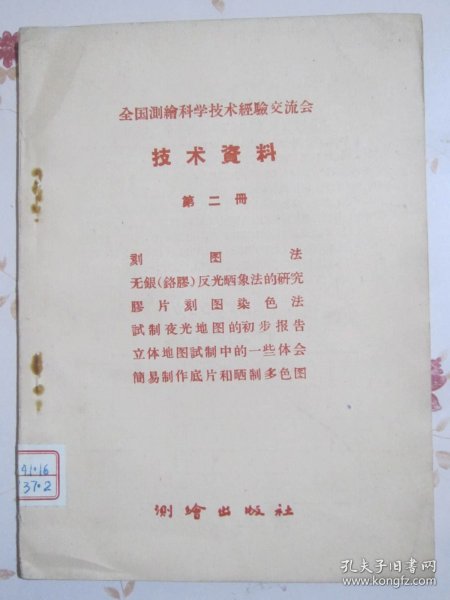 全国測繪科学技术經驗交流会
技术資料
第二冊
刻图法
无銀(鉻膠)反光晒象法的研究
膠片刻图染色法
試制夜光地图的初步报告
立体地图試制中的一些体会
簡易制作底片和晒制多色图
41·16
37·2
測繪出版社
孔夫子旧书网
www.kongfz.com